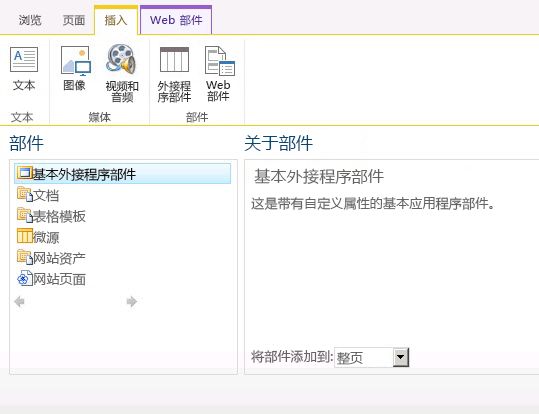 浏览 页面 插入 Web 部件
文本 图像 视频和
音频 外接程
序部件 Web
部件
文本 媒体 部件
部件
基本外接程序部件
文档
表格模板
微源
网站资产
网站页面
关于部件
基本外接程序部件
这是带有自定义属性的基本应用程序部件。
将部件添加到: 整页